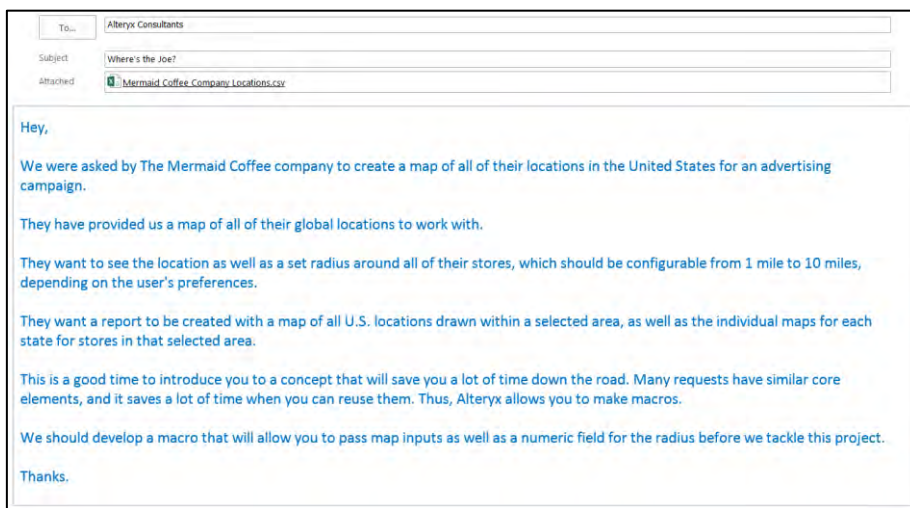 To...
Alteryx Consultants
Subject
Where's the Joe?
Attached
Mermaid Coffee Company Locations.csv
Hey,
We were asked by The Mermaid Coffee company to create a map of all of their locations in the United States for an advertising
campaign.
They have provided us a map of all of their global locations to work with.
They want to see the location as well as a set radius around all of their stores, which should be configurable from 1 mile to 10 miles,
depending on the user's preferences.
They want a report to be created with a map of all U.S. locations drawn within a selected area, as well as the individual maps for each
state for stores in that selected area.
This is a good time to introduce you to a concept that will save you a lot of time down the road. Many requests have similar core
elements, and it saves a lot of time when you can reuse them. Thus, Alteryx allows you to make macros.
We should develop a macro that will allow you to pass map inputs as well as a numeric field for the radius before we tackle this project.
Thanks.